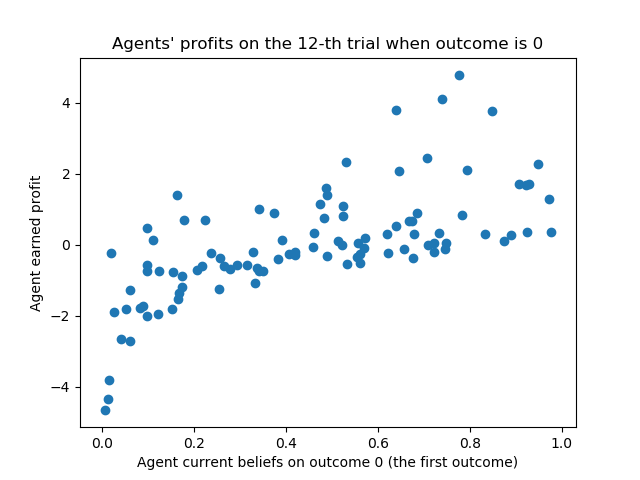 Agents' profits on the 12-th trial when outcome is 0
Agent earned profit
4
2
0
−2
−4
0.0 0.2 0.4 0.6 0.8 1.0
Agent current beliefs on outcome 0 (the first outcome)